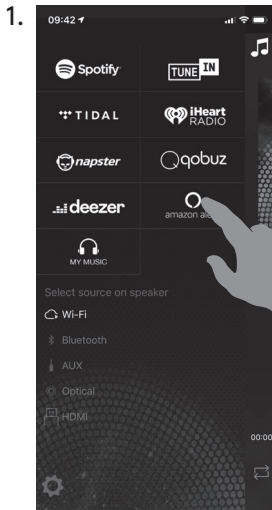 1.
09:42
Spotify
TUNE IN
TIDAL
iHeart
RADIO
napster
qobuz
deezer
amazon
MY MUSIC
Select source on speaker
Wi-Fi
Bluetooth
AUX
Optical
HDMI
00:00